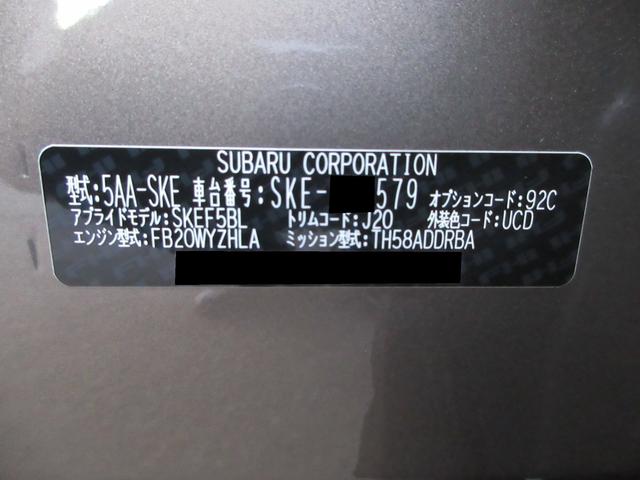 SUBARU CORPORATION
型式:5AA-SKE 車台番号:SKE- 579 オプションコード:92C
アプライドモデル:SKEF5BL トリムコード:J20 外装色コード:UCD
エンジン型式:FB20WYZHLA ミッション型式:TH58ADDRBA